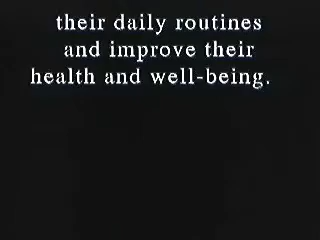 their daily routines
and improve their
health and well-being.